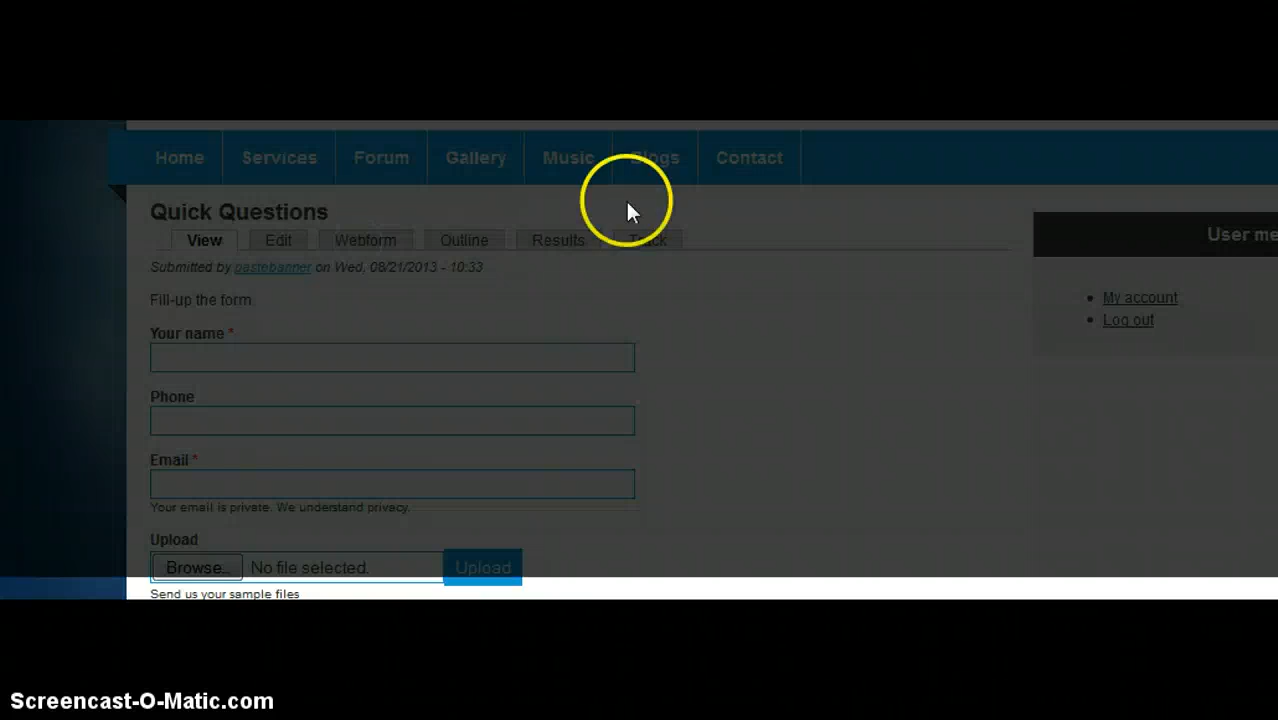 Home Services Forum Gallery Music Blogs Contact
Quick Questions
User me
View Edit Webform Outline Results Track
Submitted by pastebanner on Wed, 08/21/2013 - 10:33
Fill-up the form
My account
Log out
Your name *
Phone
Email *
Your email is private. We understand privacy.
Upload
Browse... No file selected. Upload
Send us your sample files
Screencast-O-Matic.com